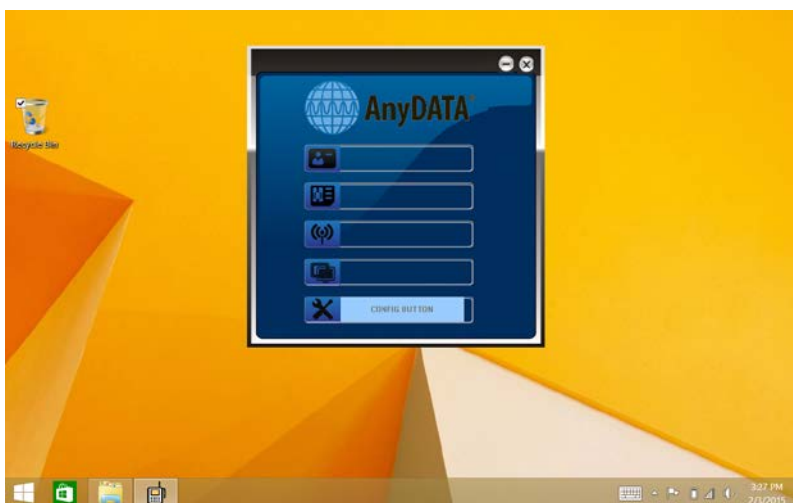 AnyDATA
Recycle Bin
CONFIG BUTTON
3:27 PM
2/3/2015